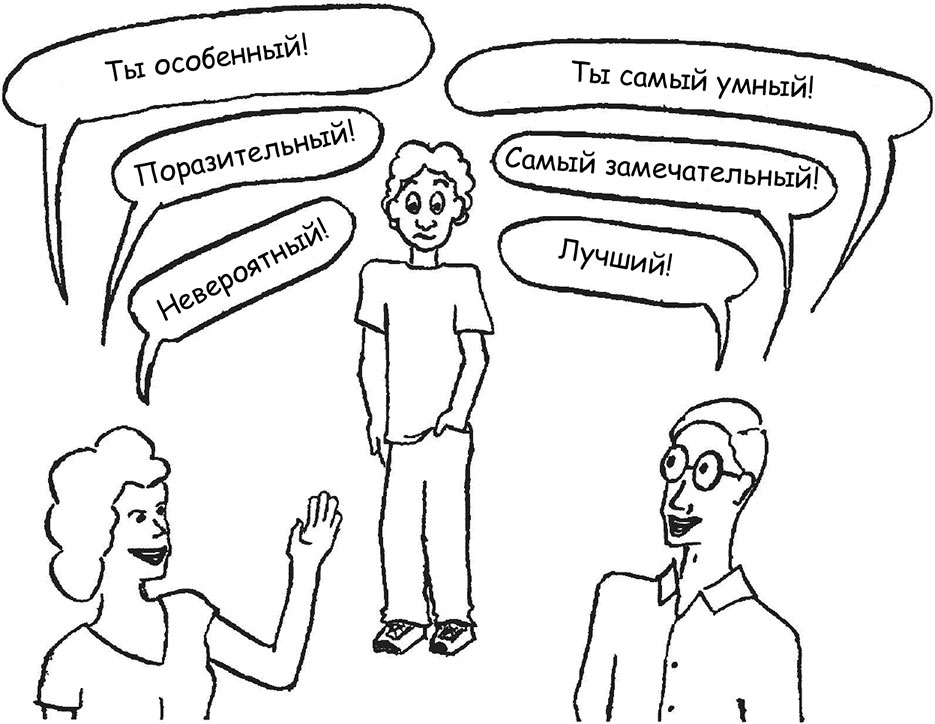 Ты особенный!
Поразительный!
Невероятный!
Ты самый умный!
Самый замечательный!
Лучший!